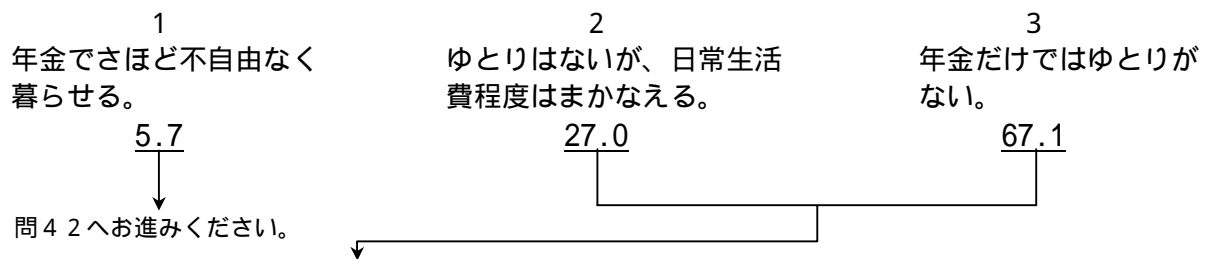 1
年金でさほど不自由なく
暮らせる。
5.7
2
ゆとりはないが、日常生活
費程度はまかなえる。
27.0
3
年金だけではゆとりが
ない。
67.1
問42へお進みください。